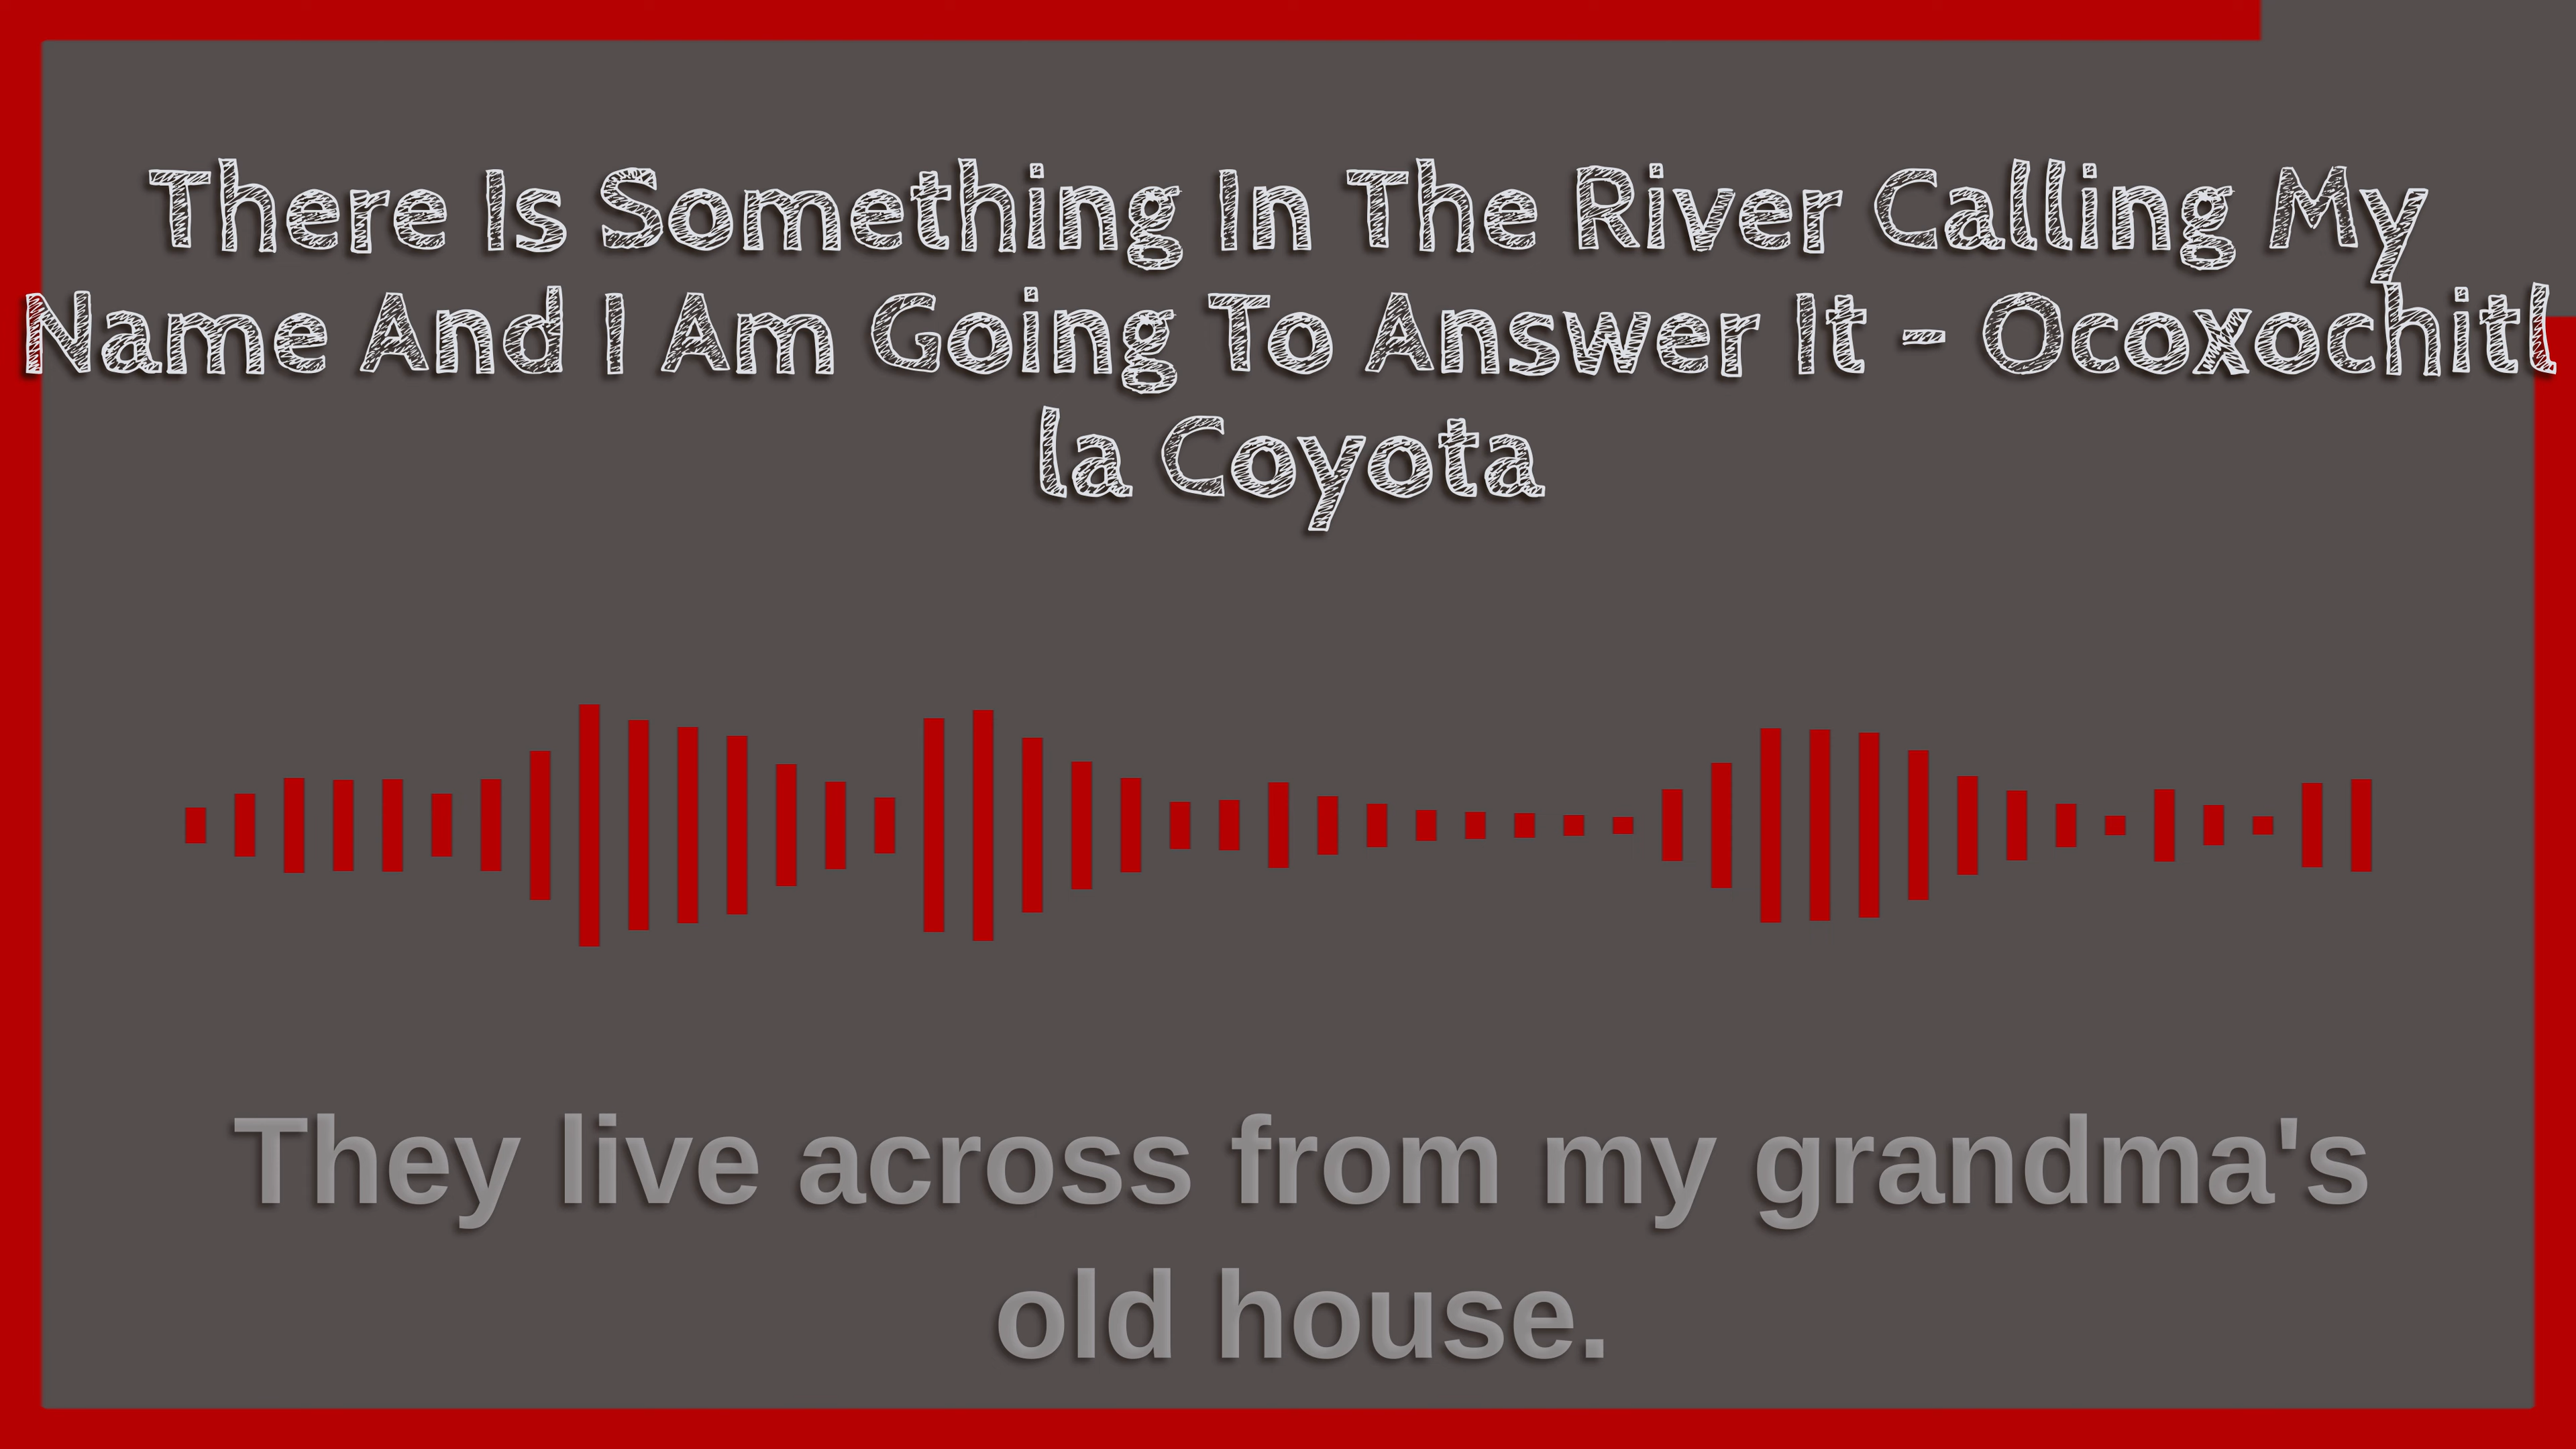 There Is Something In The River Calling My
Name And I Am Going To Answer It - Ocoxochitl
la Coyota
They live across from my grandma's
old house.